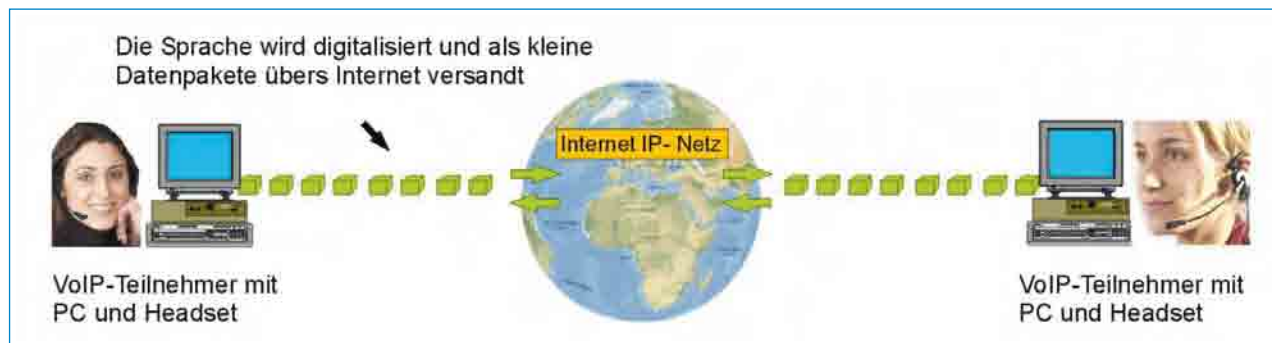 Die Sprache wird digitalisiert und als kleine
Datenpakete übers Internet versandt
Internet IP- Netz
VoIP-Teilnehmer mit
PC und Headset
VoIP-Teilnehmer mit
PC und Headset